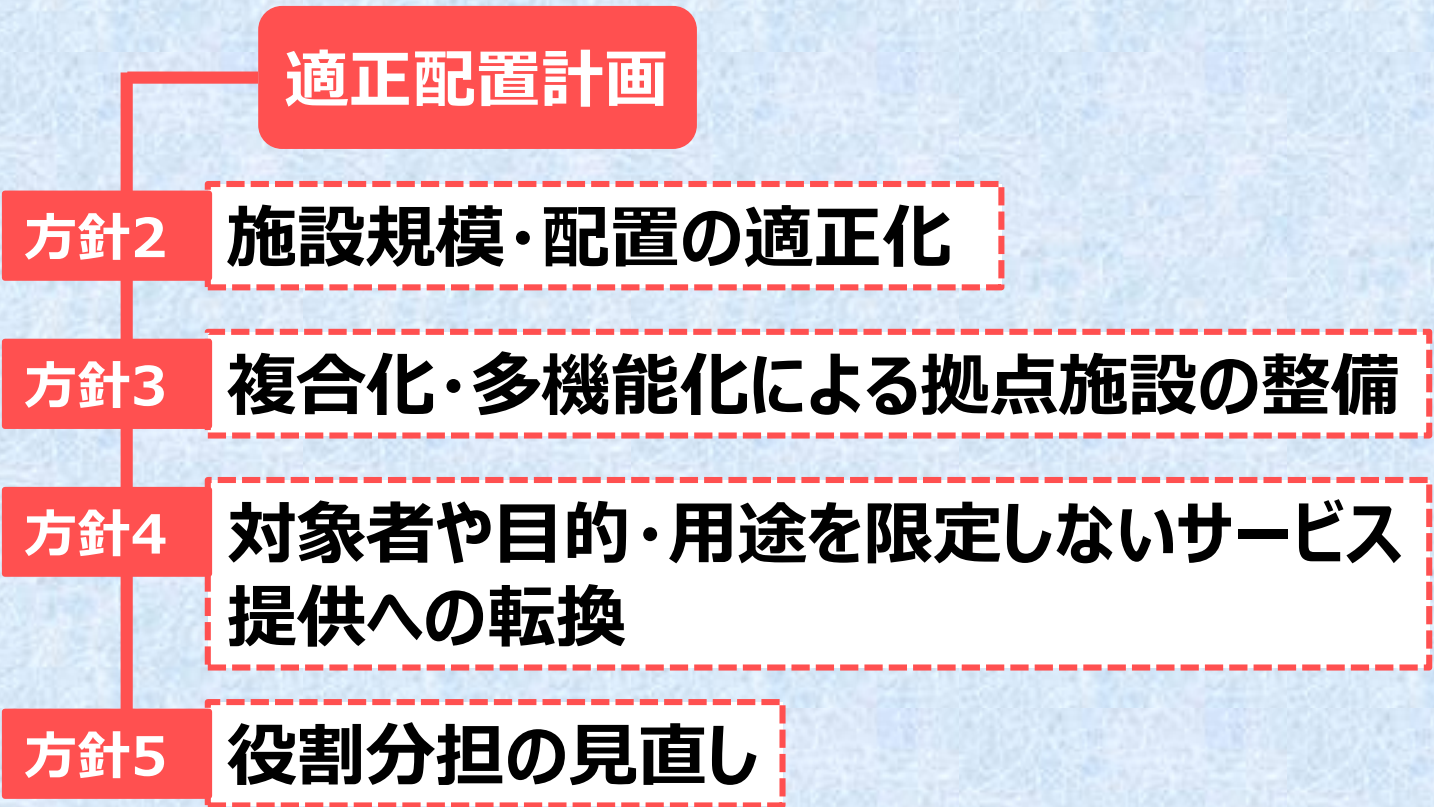 適正配置計画
方針2
施設規模・配置の適正化
方針3
複合化・多機能化による拠点施設の整備
方針4
対象者や目的・用途を限定しないサービス
提供への転換
方針5
役割分担の見直し